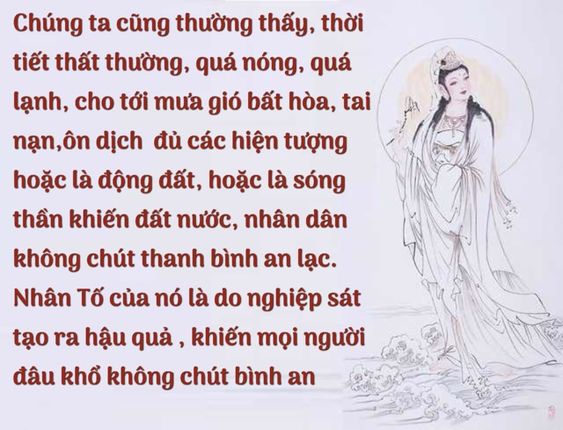 Chúng ta cũng thường thấy, thời
tiết thất thường, quá nóng, quá
lạnh, cho tới mưa gió bất hòa, tai
nạn,ôn dịch đủ các hiện tượng
hoặc là động đất, hoặc là sóng
thần khiến đất nước, nhân dân
không chút thanh bình an lạc.
Nhân Tố của nó là do nghiệp sát
tạo ra hậu quả , khiến mọi người
đâu khổ không chút bình an